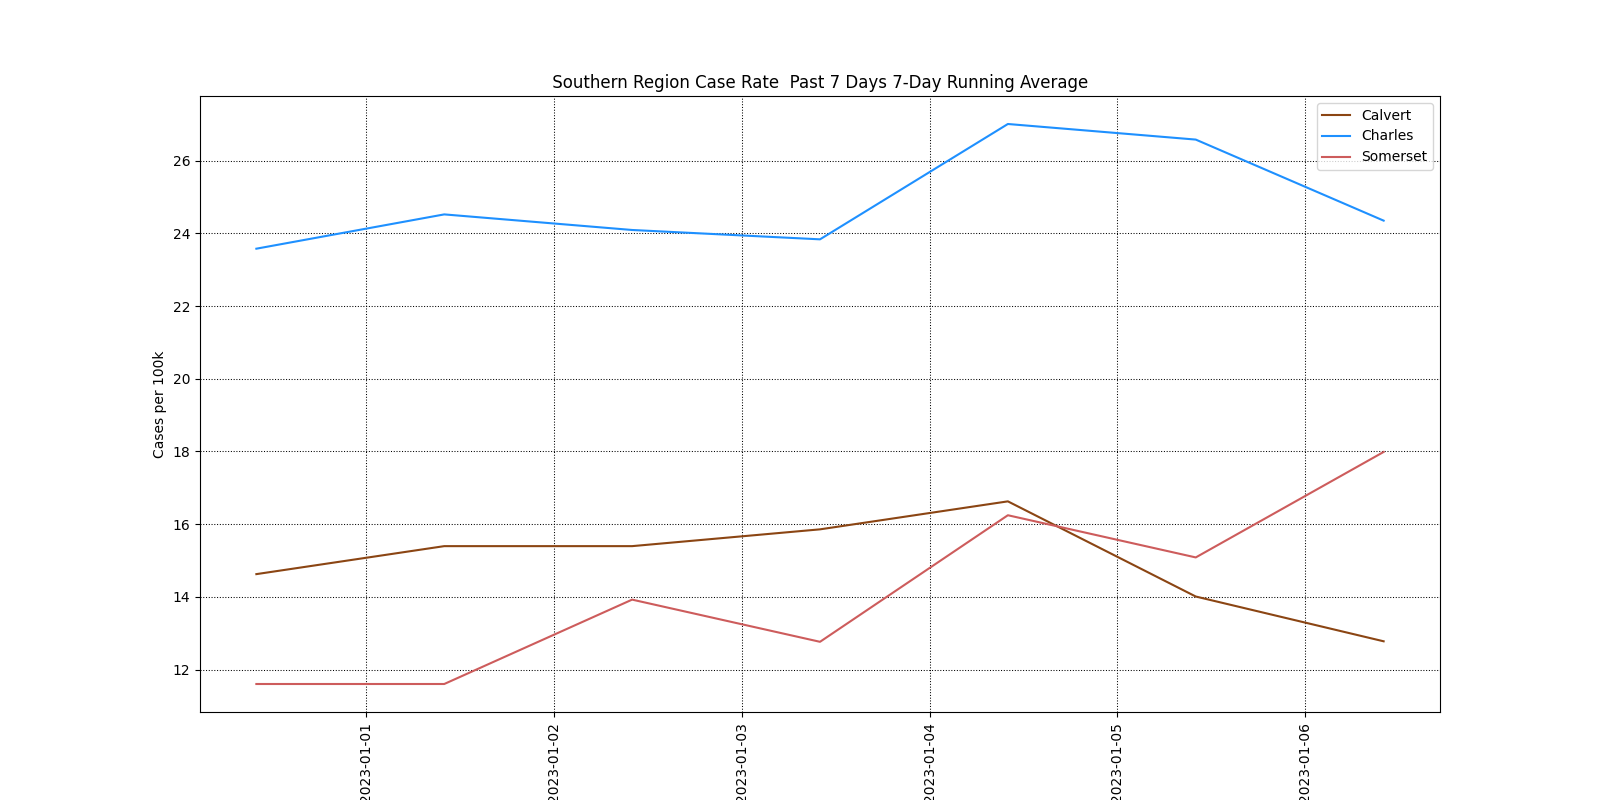 Southern Region Case Rate  Past 7 Days 7-Day Running Average
Calvert
Charles
Somerset
Cases per 100k
26
24
22
20
18
16
14
12
2023-01-01
2023-01-02
2023-01-03
2023-01-04
2023-01-05
2023-01-06